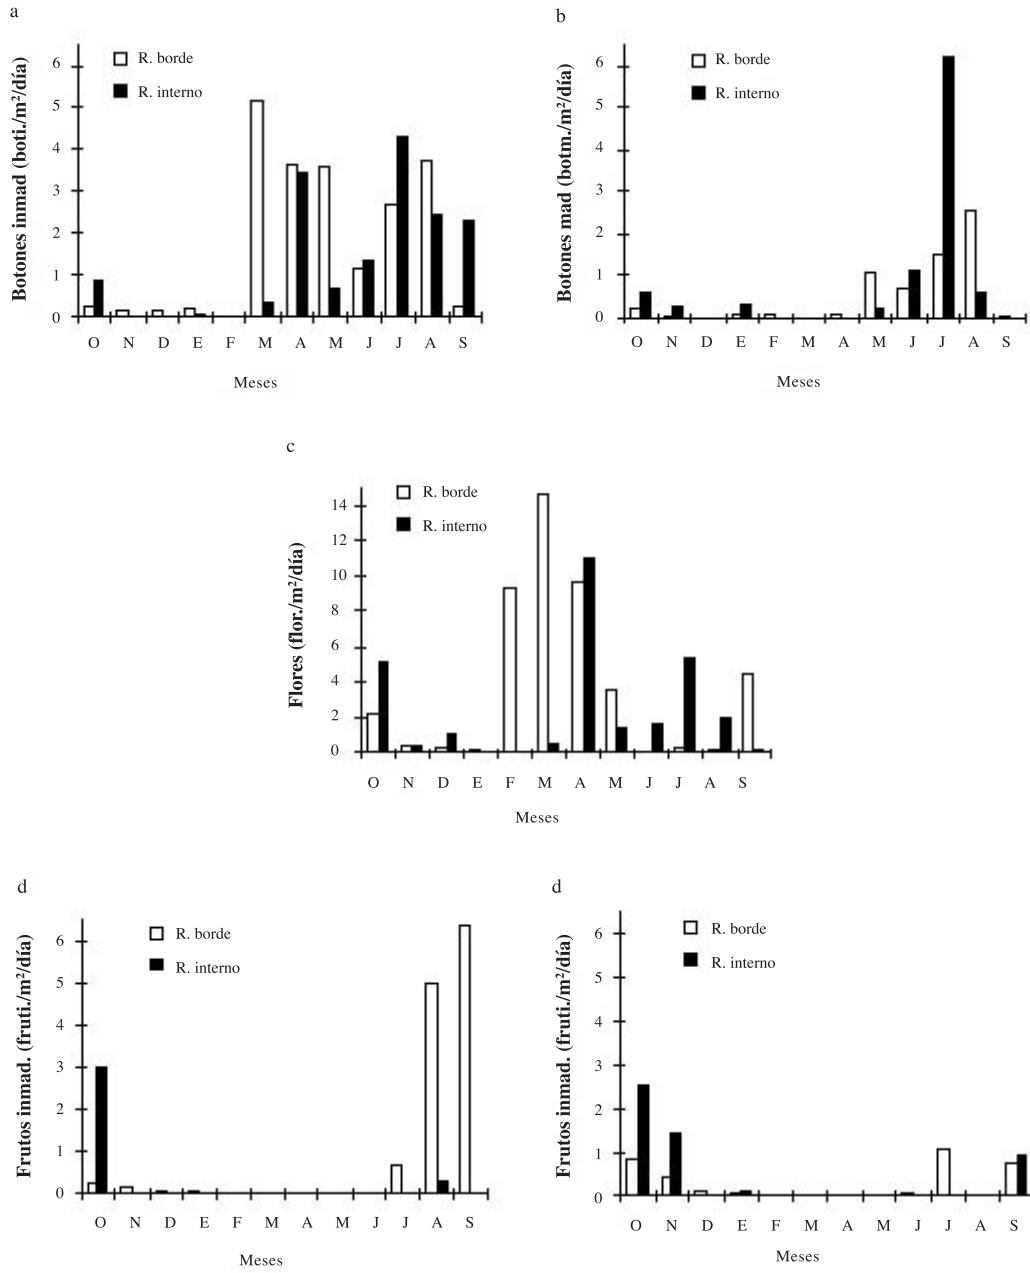 a
Botones inmad (boti./m²/día)
6
5
4
3
2
1
0
R. borde
R. interno
O N D E F M A M J J A S
Meses
b
Botones mad (botm./m²/día)
6
5
4
3
2
1
0
R. borde
R. interno
O N D E F M A M J J A S
Meses
c
Flores (flor./m²/día)
14
12
10
8
6
4
2
0
R. borde
R. interno
O N D E F M A M J J A S
Meses
d
Frutos inmad. (fruti./m²/día)
6
5
4
3
2
1
0
R. borde
R. interno
O N D E F M A M J J A S
Meses
d
Frutos inmad. (fruti./m²/día)
6
5
4
3
2
1
0
R. borde
R. interno
O N D E F M A M J J A S
Meses